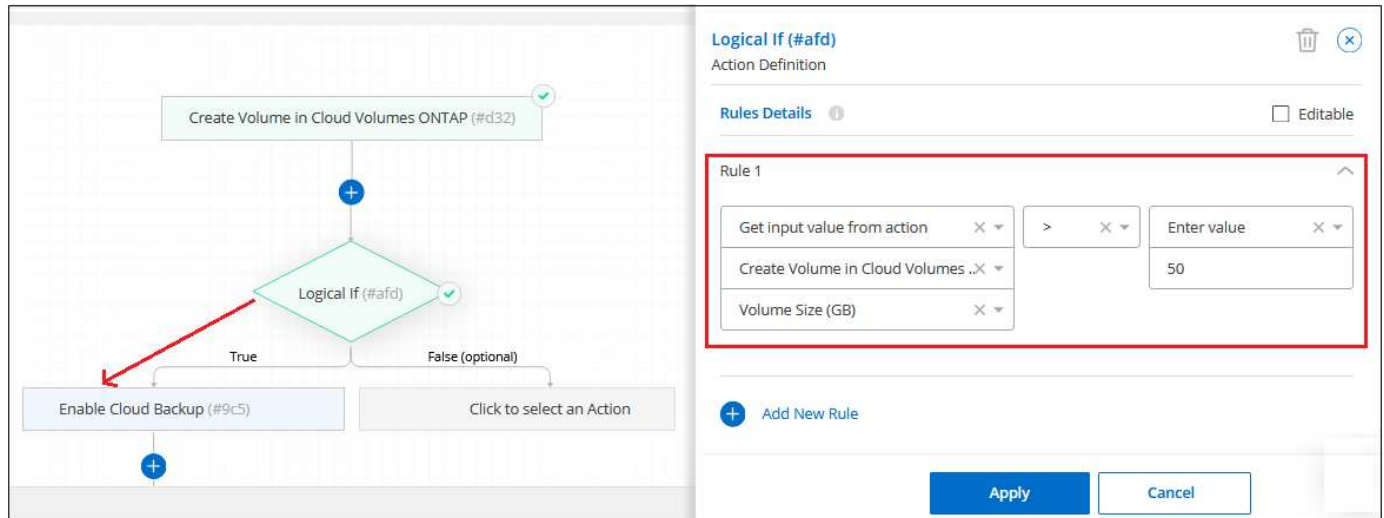 Create Volume in Cloud Volumes ONTAP (#d32)
Logical If (#afd)
True
False (optional)
Enable Cloud Backup (#9c5)
Click to select an Action
Logical If (#afd)
Action Definition
Rules Details
Editable
Rule 1
Get input value from action
>
Enter value
Create Volume in Cloud Volumes ..
50
Volume Size (GB)
Add New Rule
Apply
Cancel